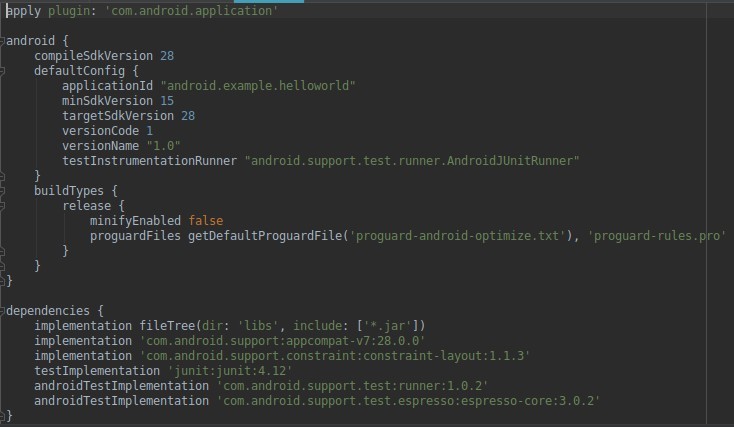 apply plugin: 'com.android.application'
android {
compileSdkVersion 28
defaultConfig {
applicationId "android.example.helloworld"
minSdkVersion 15
targetSdkVersion 28
versionCode 1
versionName "1.0"
testInstrumentationRunner "android.support.test.runner.AndroidJUnitRunner"
}
buildTypes {
release {
minifyEnabled false
proguardFiles getDefaultProguardFile('proguard-android-optimize.txt'), 'proguard-rules.pro'
}
}
}
dependencies {
implementation fileTree(dir: 'libs', include: ['*.jar'])
implementation 'com.android.support:appcompat-v7:28.0.0'
implementation 'com.android.support.constraint:constraint-layout:1.1.3'
testImplementation 'junit:junit:4.12'
androidTestImplementation 'com.android.support.test:runner:1.0.2'
androidTestImplementation 'com.android.support.test.espresso:espresso-core:3.0.2'
}